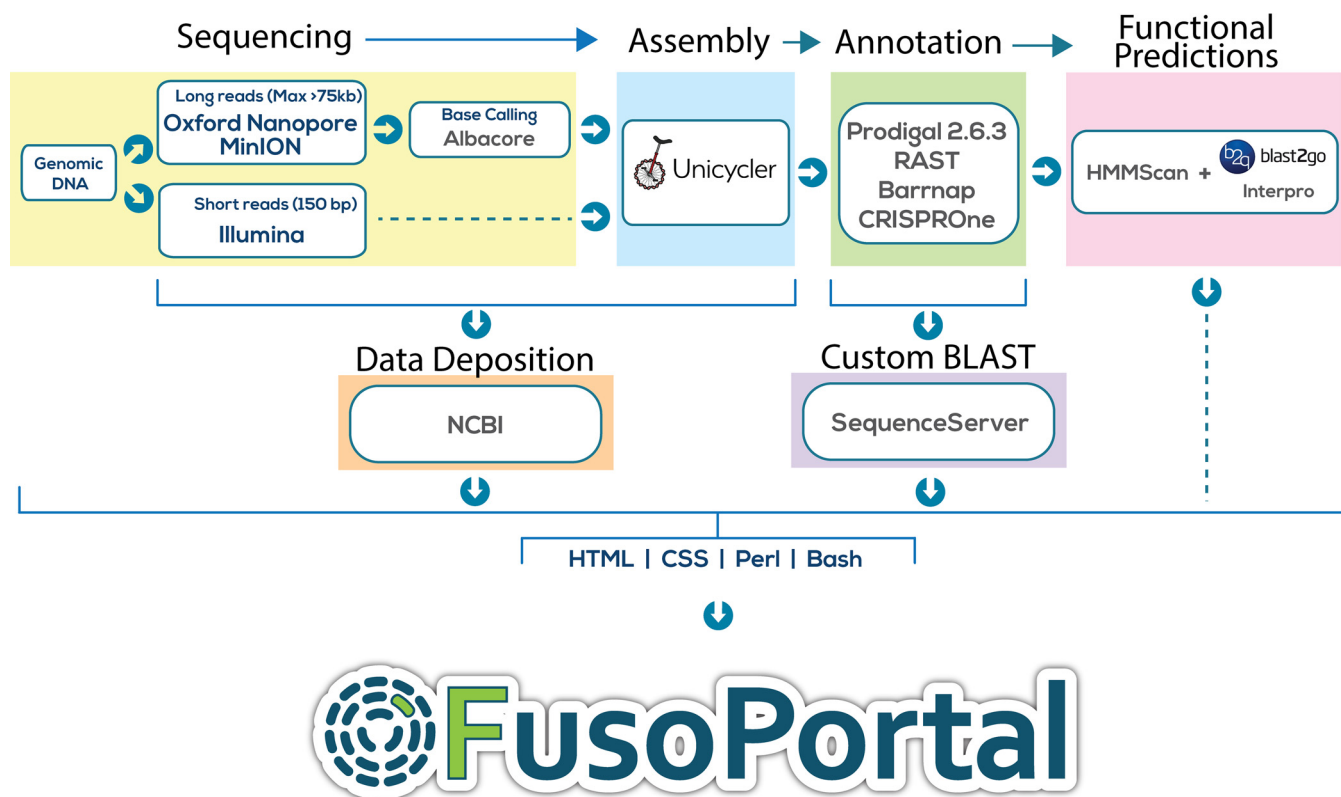 Sequencing
Assembly
Annotation
Functional
Predictions
Genomic
DNA
Long reads (Max >75kb)
Oxford Nanopore
MinION
Base Calling
Albacore
Short reads (150 bp)
Illumina
Unicycler
Prodigal 2.6.3
RAST
Barrnap
CRISPROne
HMMScan + b2g blast2go
Interpro
Data Deposition
NCBI
Custom BLAST
SequenceServer
HTML | CSS | Perl | Bash
FusoPortal